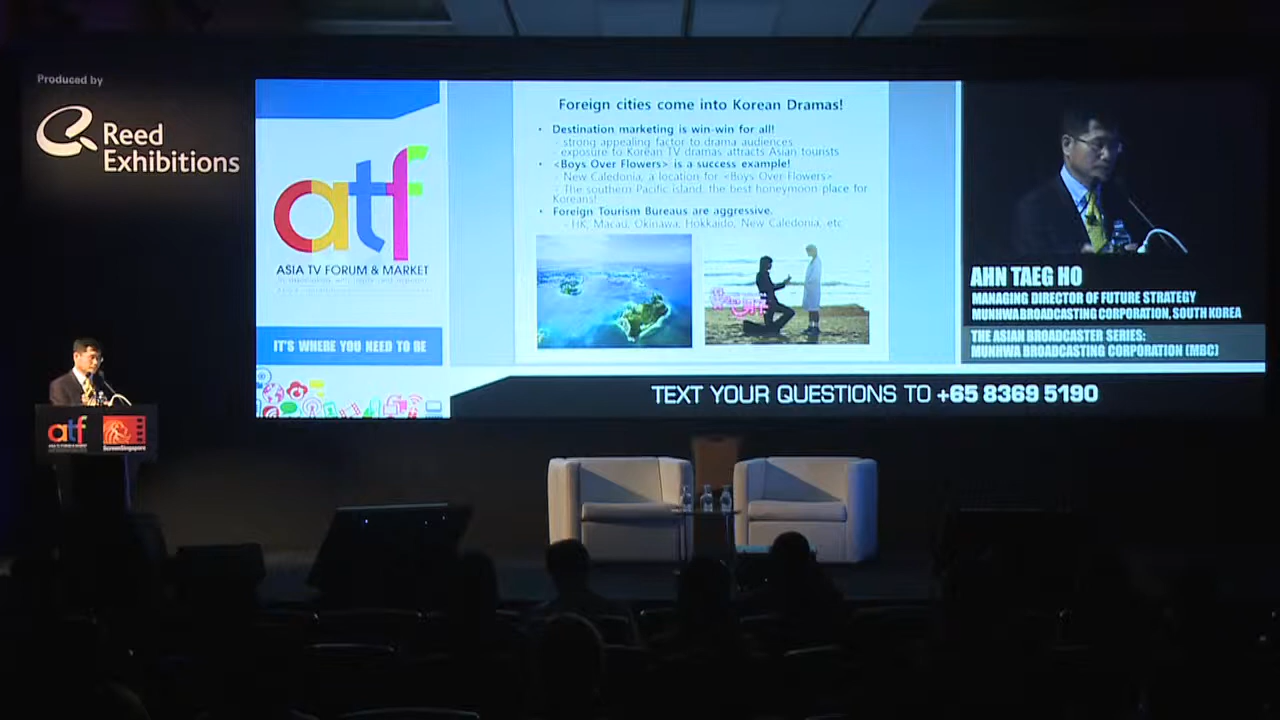 Produced by
Reed
Exhibitions
atf
ASIA TV FORUM & MARKET
IT'S WHERE YOU NEED TO BE
Foreign cities come into Korean Dramas!
• Destination marketing is win-win for all!
- strong appealing factor to drama audiences
- exposure to Korean TV dramas attracts Asian tourists
• <Boys Over Flowers> is a success example!
- New Caledonia, a location for <Boys Over Flowers>
- The southern Pacific island, the best honeymoon place for
Koreans!
• Foreign Tourism Bureaus are aggressive.
- HK, Macau, Okinawa, Hokkaido, New Caledonia, etc
AHN TAEG HO
MANAGING DIRECTOR OF FUTURE STRATEGY
MUNHWA BROADCASTING CORPORATION, SOUTH KOREA
THE ASIAN BROADCASTER SERIES:
MUNHWA BROADCASTING CORPORATION (MBC)
TEXT YOUR QUESTIONS TO +65 8369 5190
atf
ScreenSingapore